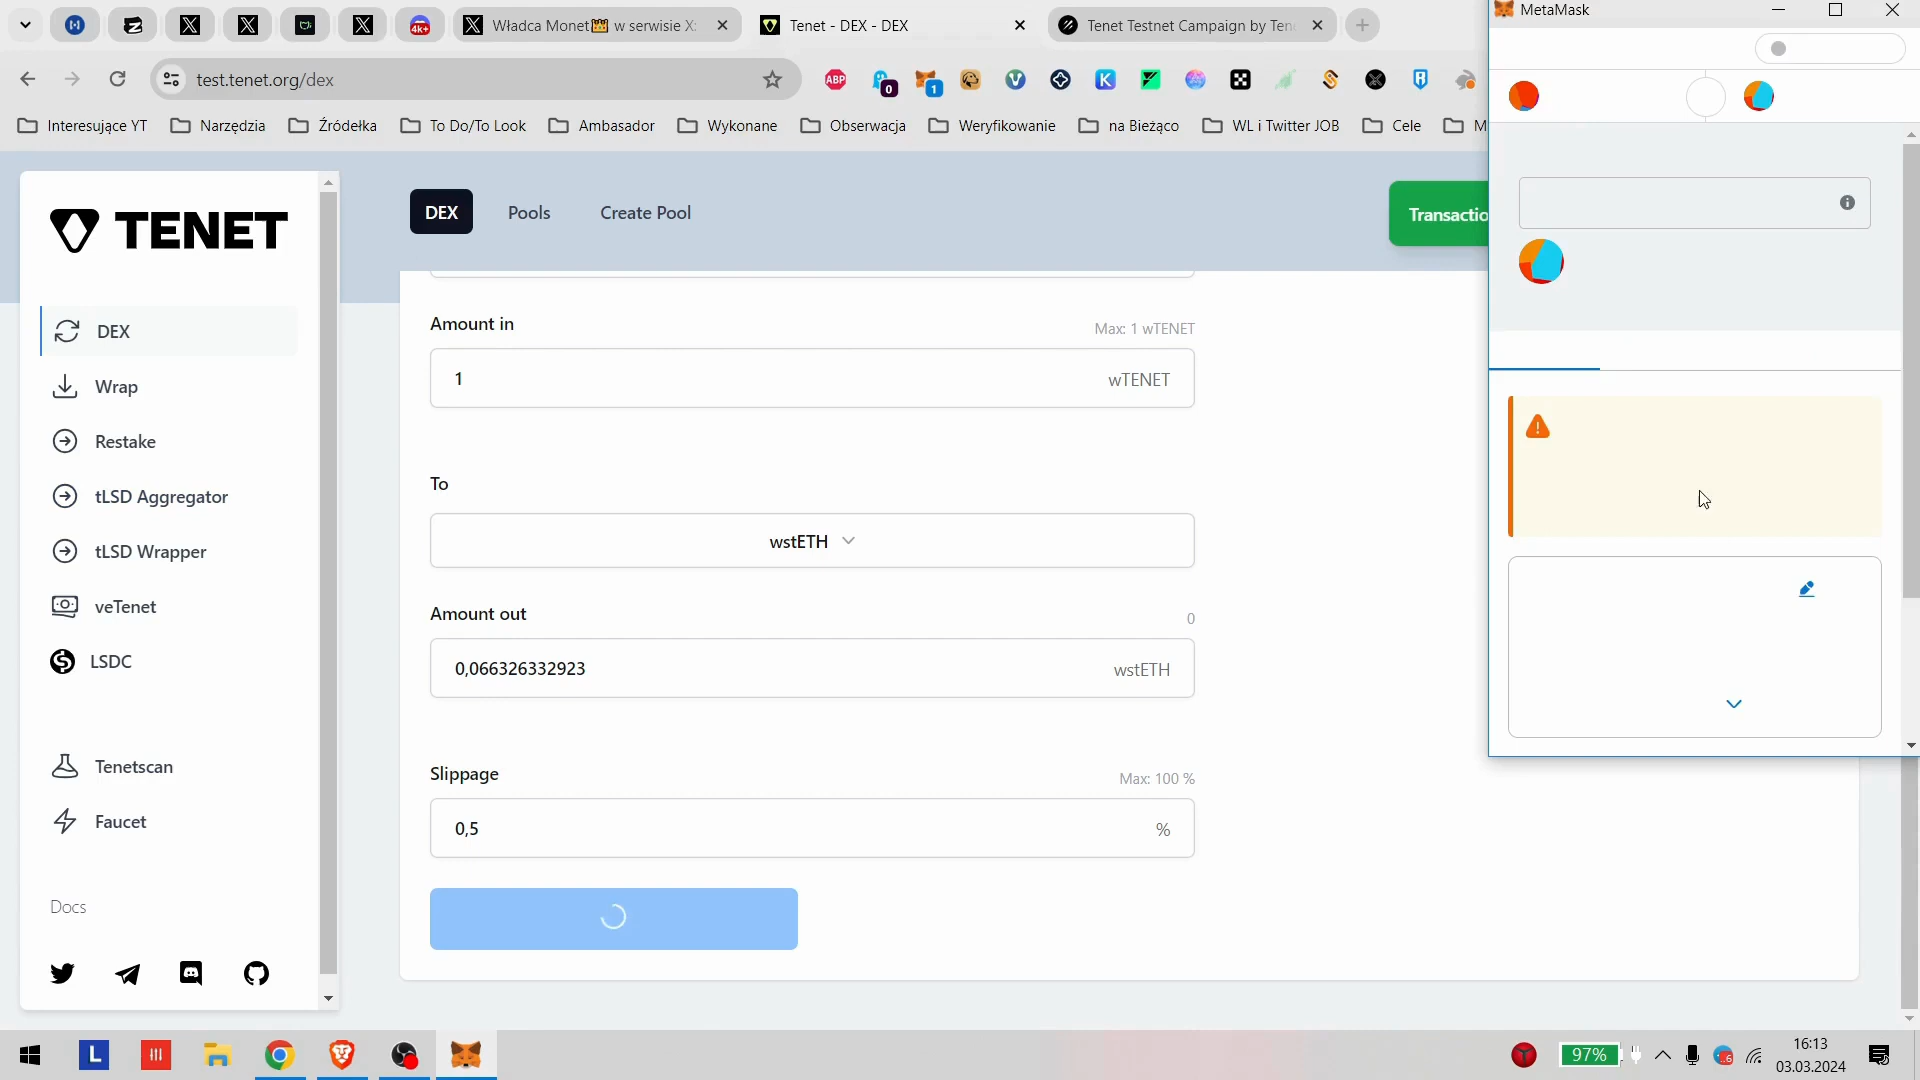 4K+
Władca Monet👑 w serwisie X:
Tenet - DEX - DEX
Tenet Testnet Campaign by Ten
MetaMask
test.tenet.org/dex
ABP
0
1
K
Interesujące YT
Narzędzia
Źródełka
To Do/To Look
Ambasador
Wykonane
Obserwacja
Weryfikowanie
na Bieżąco
WL i Twitter JOB
Cele
M
TENET
DEX
Pools
Create Pool
Transactio
DEX
Wrap
Restake
tLSD Aggregator
tLSD Wrapper
veTenet
LSDC
Tenetscan
Faucet
Docs
Amount in
Max: 1 wTENET
1
wTENET
To
wstETH
Amount out
0
0,066326332923
wstETH
Slippage
Max: 100 %
0,5
%
L
97%
16:13
03.03.2024